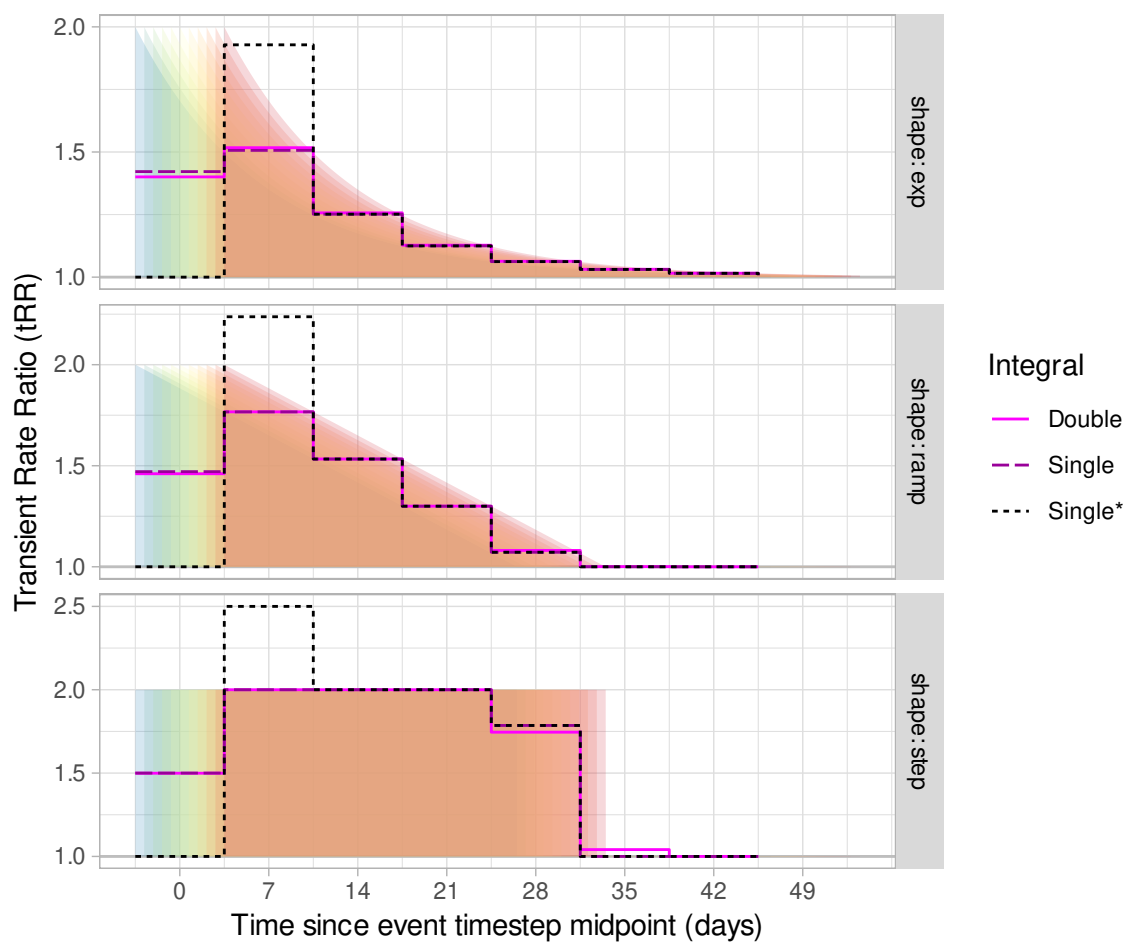 Transient Rate Ratio (tRR)
2.0
1.5
1.0
shape: exp
2.0
1.5
1.0
shape: ramp
2.5
2.0
1.5
1.0
shape: step
0 7 14 21 28 35 42 49
Time since event timestep midpoint (days)
Integral
Double
Single
Single*